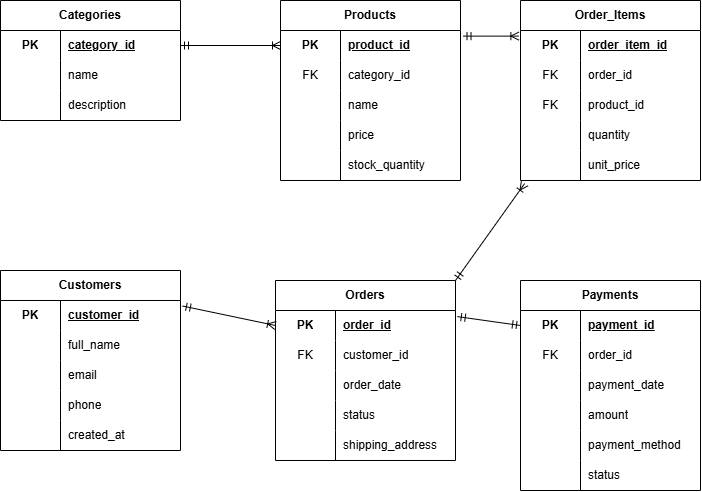 Categories
PK category_id
name
description
Products
PK product_id
FK category_id
name
price
stock_quantity
Order_Items
PK order_item_id
FK order_id
FK product_id
quantity
unit_price
Customers
PK customer_id
full_name
email
phone
created_at
Orders
PK order_id
FK customer_id
order_date
status
shipping_address
Payments
PK payment_id
FK order_id
payment_date
amount
payment_method
status